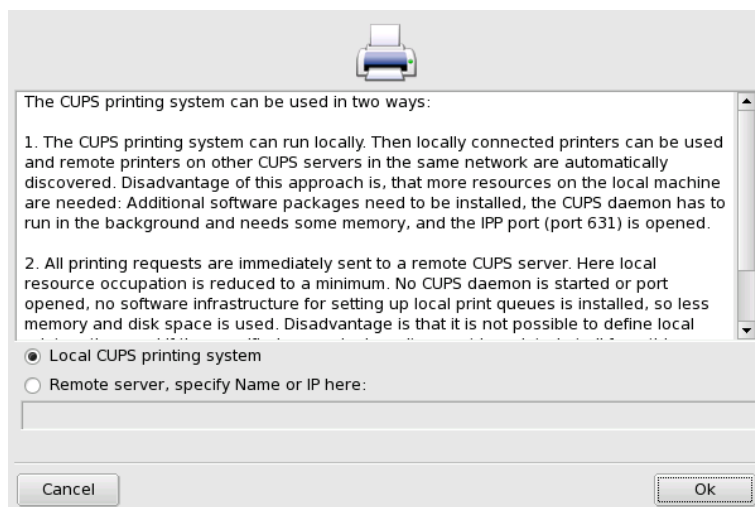 The CUPS printing system can be used in two ways:
1. The CUPS printing system can run locally. Then locally connected printers can be used
and remote printers on other CUPS servers in the same network are automatically
discovered. Disadvantage of this approach is, that more resources on the local machine
are needed: Additional software packages need to be installed, the CUPS daemon has to
run in the background and needs some memory, and the IPP port (port 631) is opened.
2. All printing requests are immediately sent to a remote CUPS server. Here local
resource occupation is reduced to a minimum. No CUPS daemon is started or port
opened, no software infrastructure for setting up local print queues is installed, so less
memory and disk space is used. Disadvantage is that it is not possible to define local
Local CUPS printing system
Remote server, specify Name or IP here:
Cancel
Ok